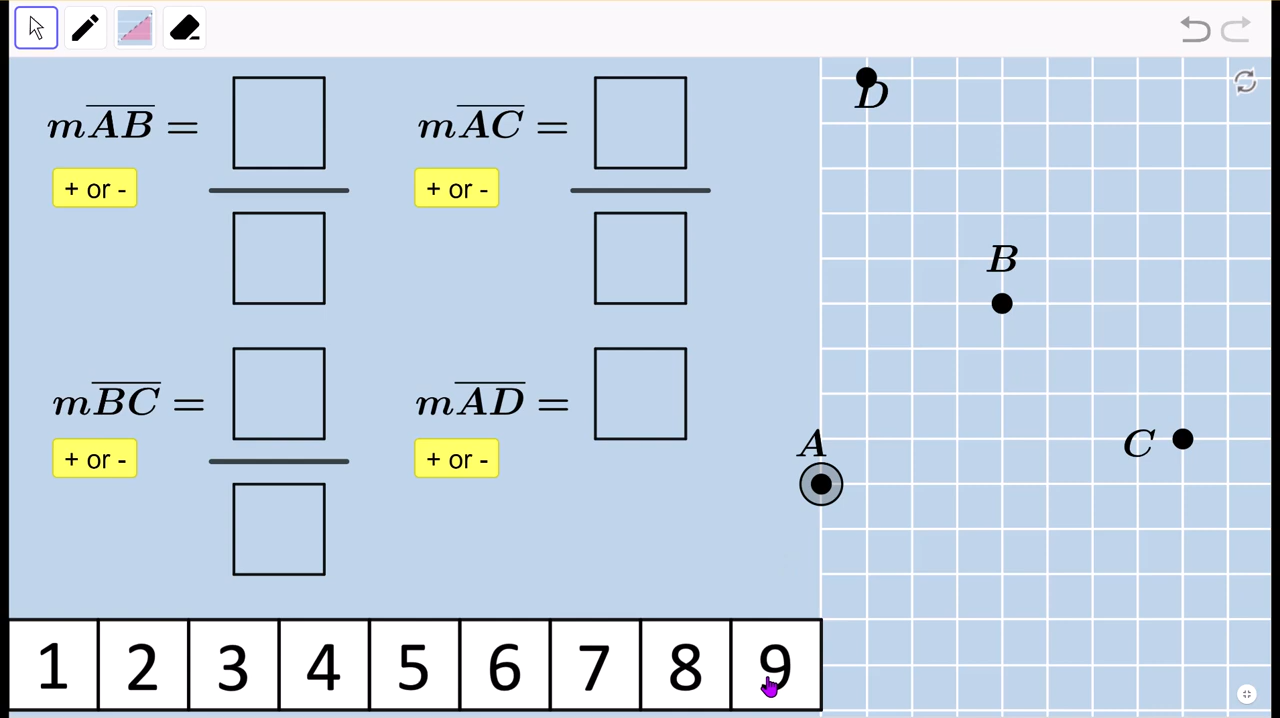 mAB = mAC =
+ or - + or -
mBC = mAD =
+ or - + or -
D
B
A
C
1 2 3 4 5 6 7 8 9